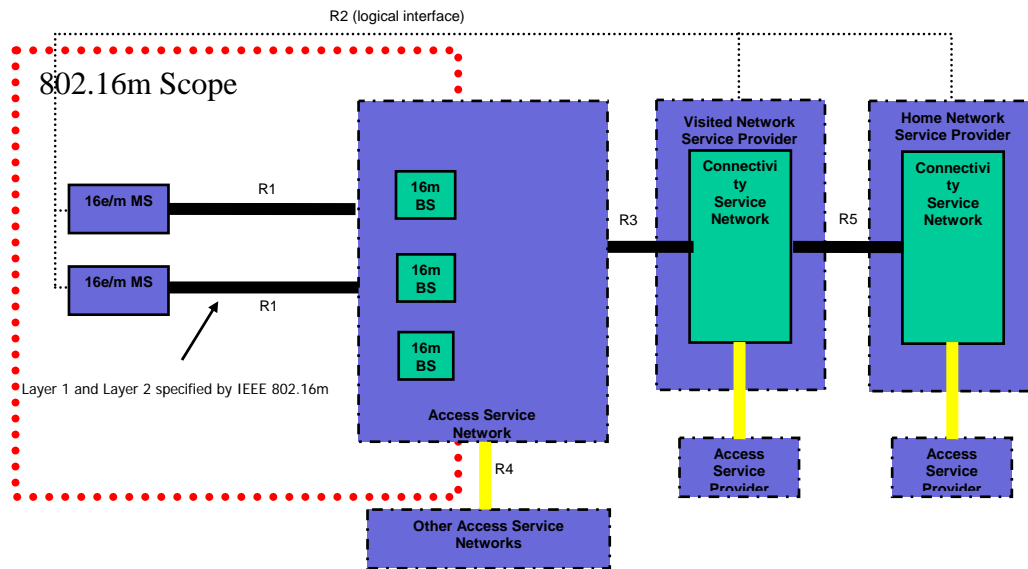 R2 (logical interface)
802.16m Scope
16e/m MS
R1
16e/m MS
R1
Layer 1 and Layer 2 specified by IEEE 802.16m
16m
BS
16m
BS
16m
BS
Access Service
Network
R3
R4
Other Access Service
Networks
Visited Network
Service Provider
Connectivi
ty
Service
Network
R5
Home Network
Service Provider
Connectivi
ty
Service
Network
Access
Service
Provider
Access
Service
Provider